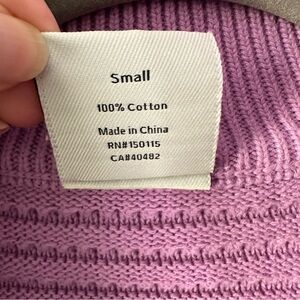 Small
100% Cotton
Made in China
RN#150115
CA#40482